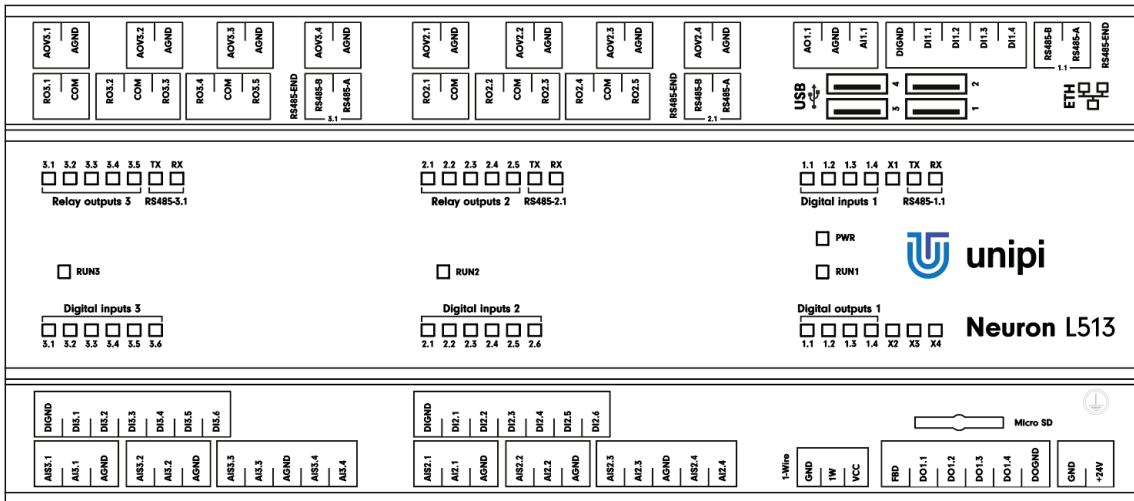 AOV3.1 AGND AOV3.2 AGND AOV3.3 AGND AOV3.4 AGND AOV2.1 AGND AOV2.2 AGND AOV2.3 AGND AOV2.4 AGND AO1.1 AGND AI1.1 DIGND DI1.1 DI1.2 DI1.3 DI1.4 RS485-B RS485-A RS485-END
1.1
RO3.1 COM RO3.2 COM RO3.3 RO3.4 COM RO3.5 RS485-END RS485-B RS485-A RO2.1 COM RO2.2 COM RO2.3 RO2.4 COM RO2.5 RS485-END RS485-B RS485-A USB 4 2 ETH
3 1
3.1 2.1
3.1 3.2 3.3 3.4 3.5 TX RX 2.1 2.2 2.3 2.4 2.5 TX RX 1.1 1.2 1.3 1.4 X1 TX RX
Relay outputs 3 RS485-3.1 Relay outputs 2 RS485-2.1 Digital inputs 1 RS485-1.1
PWR
unipi
RUN3 RUN2 RUN1
Digital inputs 3 Digital inputs 2 Digital outputs 1
Neuron L513
3.1 3.2 3.3 3.4 3.5 3.6 2.1 2.2 2.3 2.4 2.5 2.6 1.1 1.2 1.3 1.4 X2 X3 X4
DIGND DI3.1 DI3.2 DI3.3 DI3.4 DI3.5 DI3.6 DIGND DI2.1 DI2.2 DI2.3 DI2.4 DI2.5 DI2.6 Micro SD
AIS3.1 AI3.1 AGND AIS3.2 AI3.2 AGND AIS3.3 AI3.3 AGND AIS3.4 AI3.4 AIS2.1 AI2.1 AGND AIS2.2 AI2.2 AGND AIS2.3 AI2.3 AGND AIS2.4 AI2.4 1-Wire GND 1W VCC FBD DO1.1 DO1.2 DO1.3 DO1.4 DOGND GND +24V